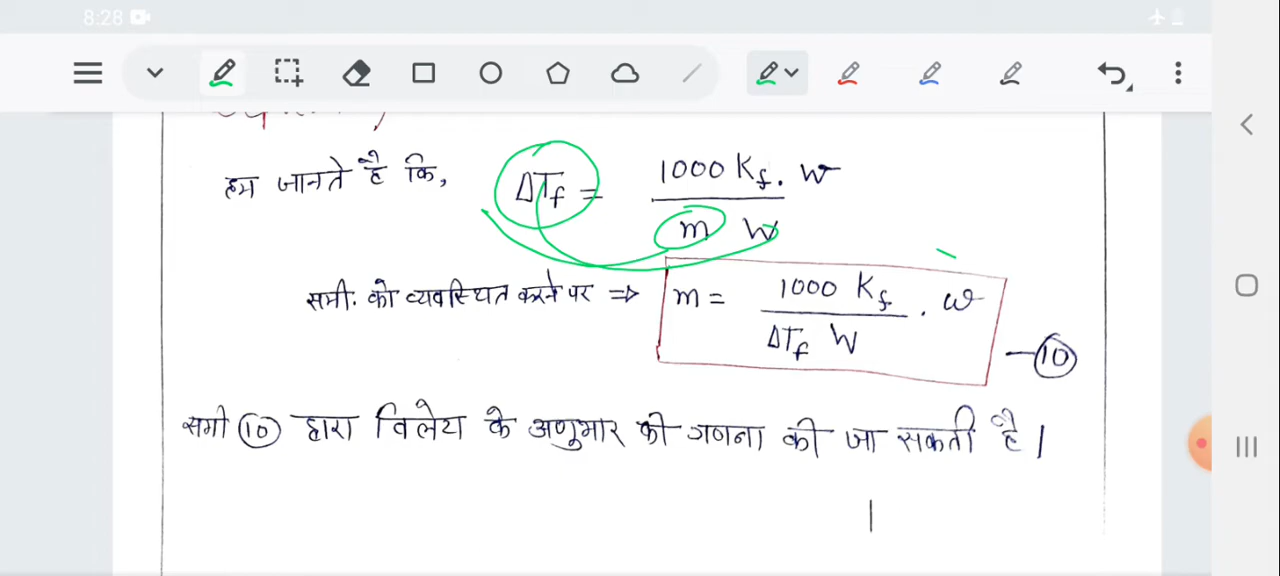 8:28
हम जानते है कि, ΔTf = 1000 Kf . w / m W
समी. को व्यवस्थित करने पर ⇒ m = 1000 Kf . w / ΔTf W —(10)
समी (10) द्वारा विलेय के अणुभार की गणना की जा सकती है |